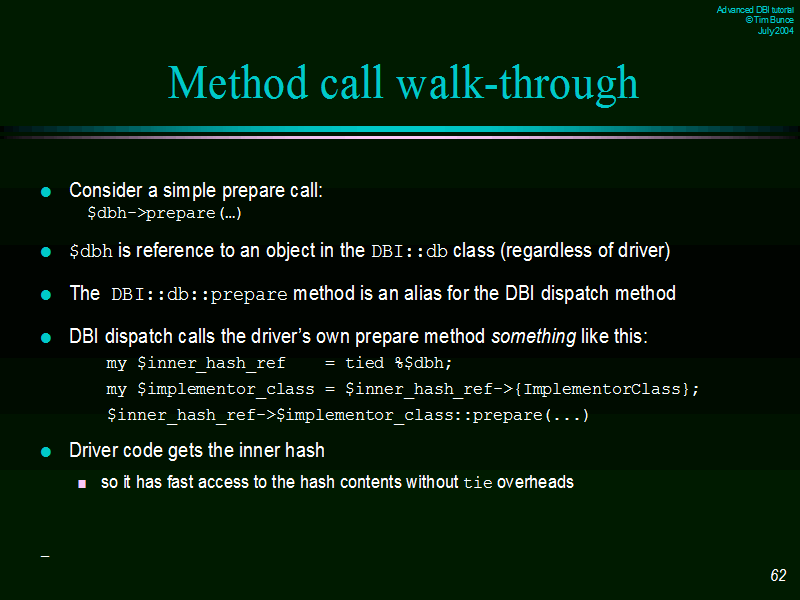 Advanced DBI tutorial
© Tim Bunce
July 2004
Method call walk-through
Consider a simple prepare call:
$dbh->prepare(…)
$dbh is reference to an object in the DBI::db class (regardless of driver)
The DBI::db::prepare method is an alias for the DBI dispatch method
DBI dispatch calls the driver’s own prepare method something like this:
my $inner_hash_ref    = tied %$dbh;
my $implementor_class = $inner_hash_ref->{ImplementorClass};
$inner_hash_ref->$implementor_class::prepare(...)
Driver code gets the inner hash
so it has fast access to the hash contents without tie overheads
–
62